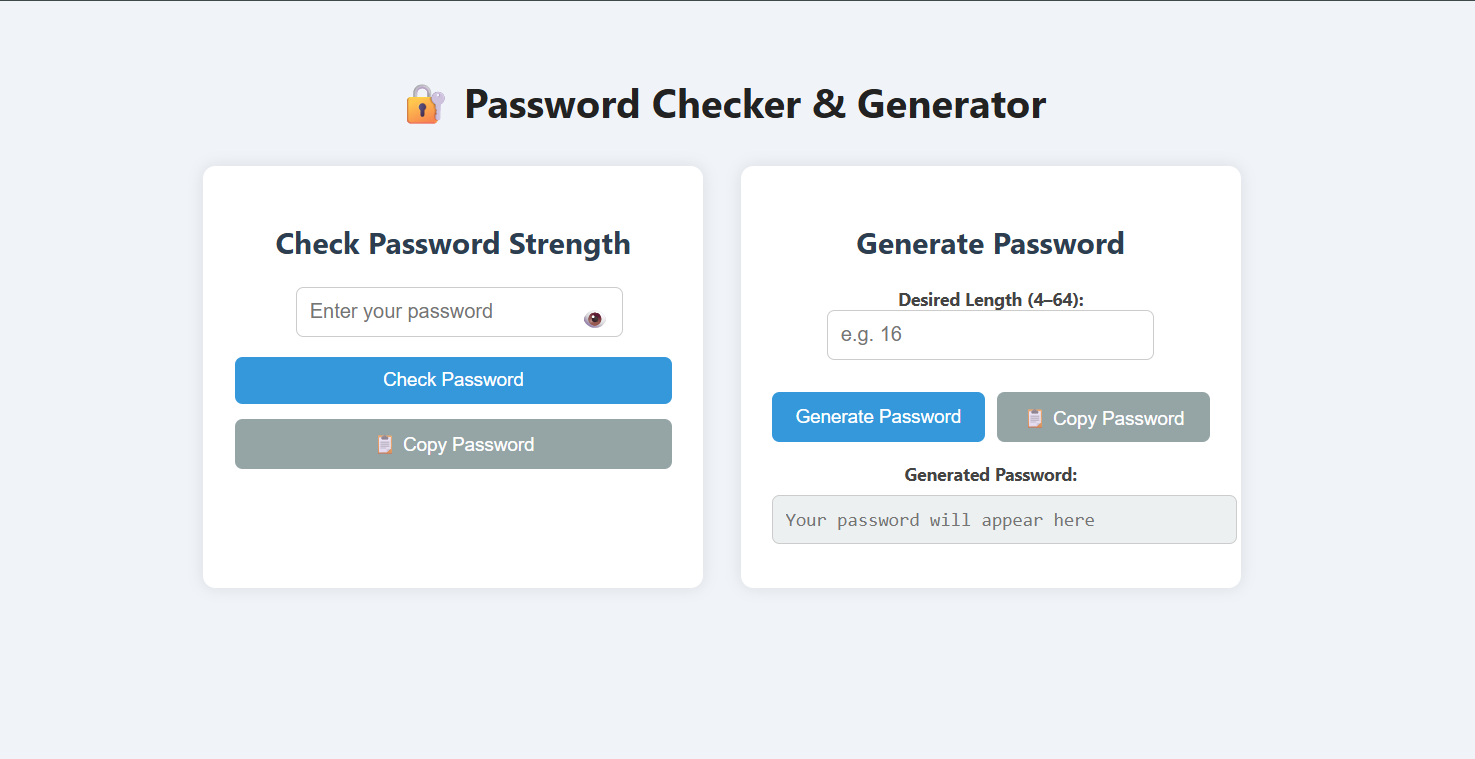 🔐 Password Checker & Generator
Check Password Strength
Enter your password
Check Password
📋 Copy Password
Generate Password
Desired Length (4–64):
e.g. 16
Generate Password
📋 Copy Password
Generated Password:
Your password will appear here